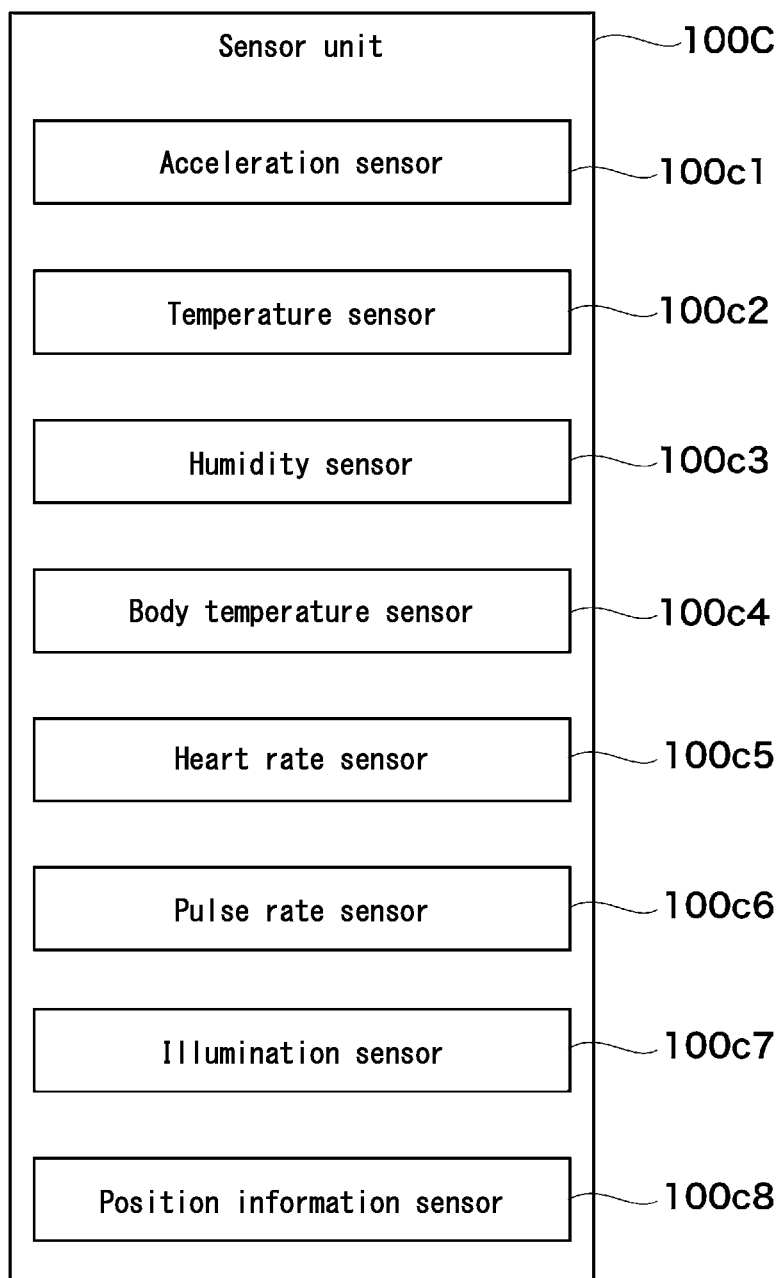 Sensor unit 100C
Acceleration sensor 100c1
Temperature sensor 100c2
Humidity sensor 100c3
Body temperature sensor 100c4
Heart rate sensor 100c5
Pulse rate sensor 100c6
Illumination sensor 100c7
Position information sensor 100c8